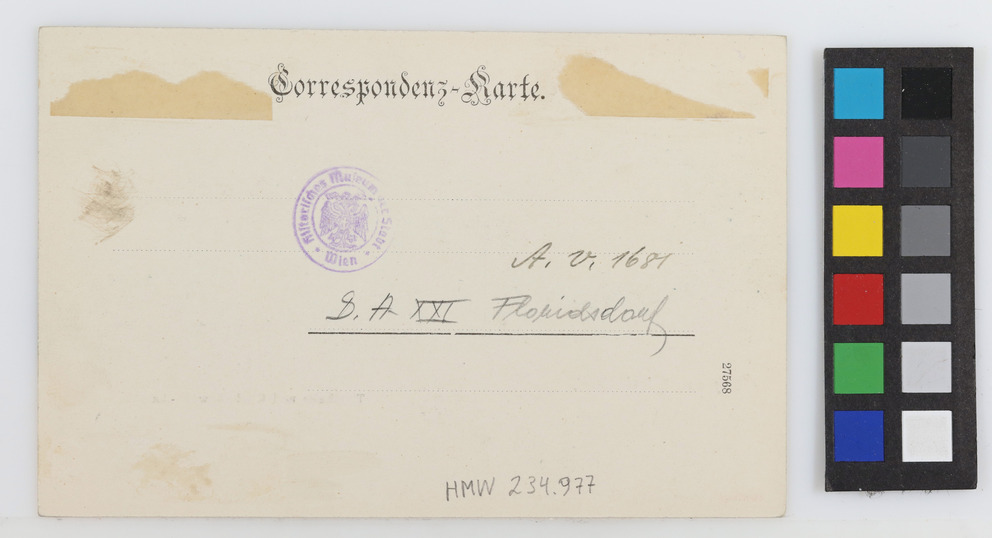 Correspondenz-Karte.
Historisches Museum der Stadt
* Wien *
A. V. 1681
D. A XXI Floridsdorf
27568
HMW 234.977